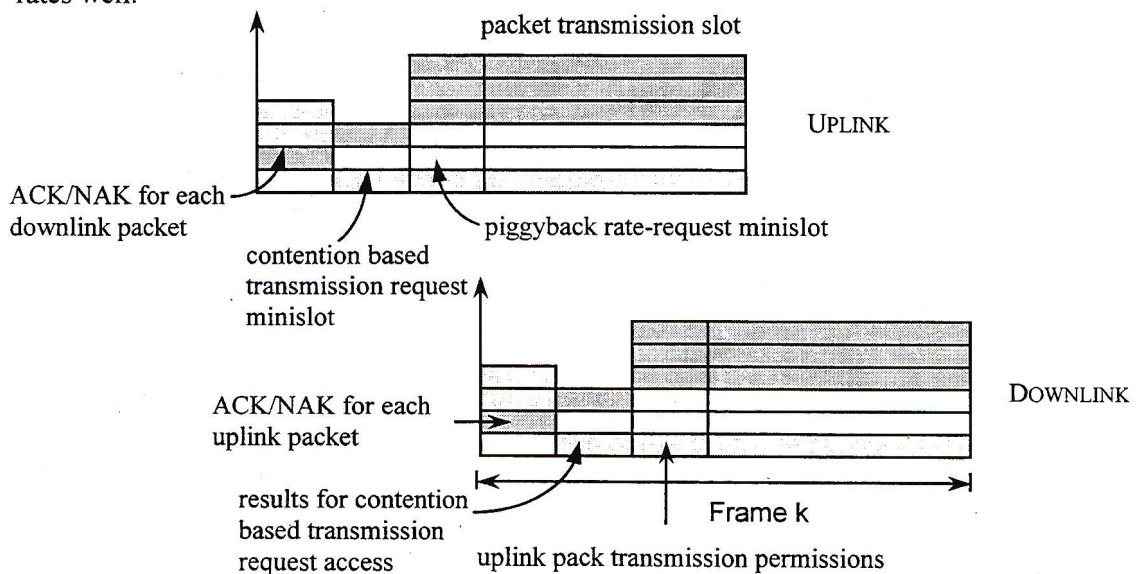 rates well.
packet transmission slot
UPLINK
ACK/NAK for each
downlink packet
piggyback rate-request minislot
contention based
transmission request
minislot
DOWNLINK
ACK/NAK for each
uplink packet
results for contention
based transmission
request access
Frame k
uplink pack transmission permissions